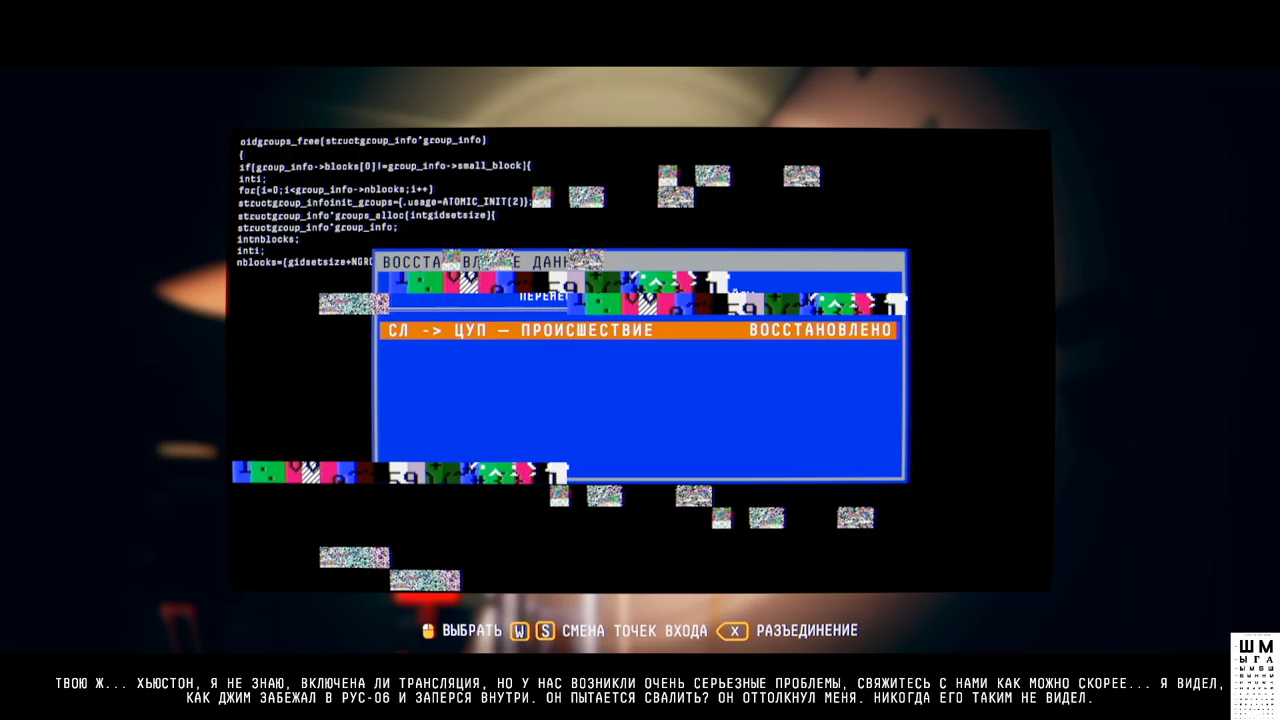 oidgroups_free(structgroup_info*group_info)
{
if(group_info->blocks[0]!=group_info->small_block){
inti;
for(i=0;i<group_info->nblocks;i++)
structgroup_infoinit_groups={.usage=ATOMIC_INIT(2)};
structgroup_info*groups_alloc(intgidsetsize){
structgroup_info*group_info;
intnblocks;
inti;
nblocks=(gidsetsize+NGRO
СЛ -> ЦУП — ПРОИСШЕСТВИЕ ВОССТАНОВЛЕНО
ВЫБРАТЬ W S СМЕНА ТОЧЕК ВХОДА X РАЗЪЕДИНЕНИЕ
Ш М
Ы Г А
ТВОЮ Ж... ХЬЮСТОН, Я НЕ ЗНАЮ, ВКЛЮЧЕНА ЛИ ТРАНСЛЯЦИЯ, НО У НАС ВОЗНИКЛИ ОЧЕНЬ СЕРЬЕЗНЫЕ ПРОБЛЕМЫ, СВЯЖИТЕСЬ С НАМИ КАК МОЖНО СКОРЕЕ... Я ВИДЕЛ,
КАК ДЖИМ ЗАБЕЖАЛ В РУС-06 И ЗАПЕРСЯ ВНУТРИ. ОН ПЫТАЕТСЯ СВАЛИТЬ? ОН ОТТОЛКНУЛ МЕНЯ. НИКОГДА ЕГО ТАКИМ НЕ ВИДЕЛ.